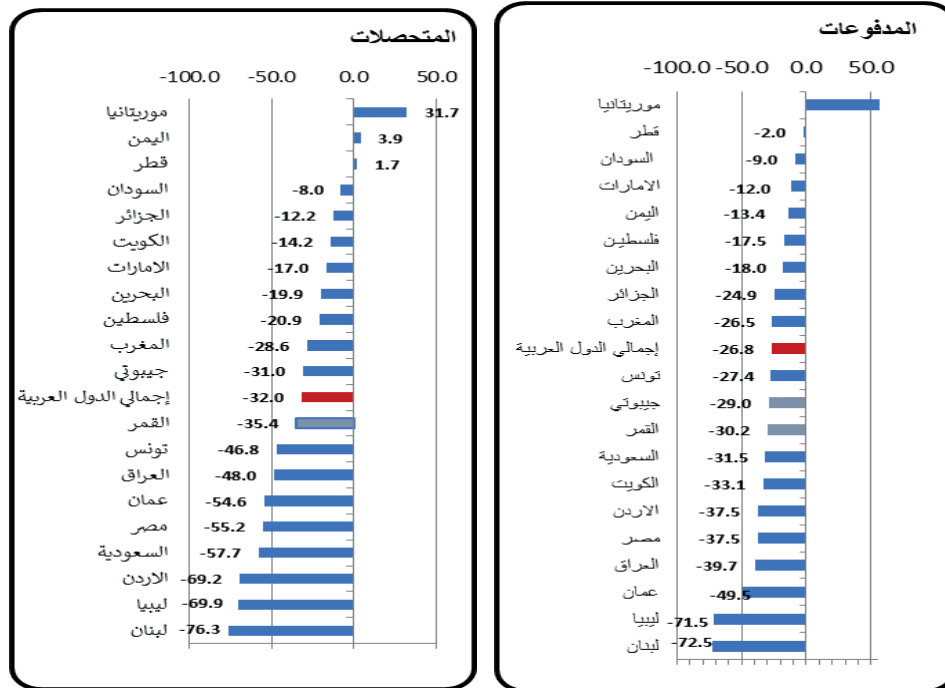 المدفوعات
-100.0 -50.0 0.0 50.0
موريتانيا
قطر -2.0
السودان -9.0
الامارات -12.0
اليمن -13.4
فلسطين -17.5
البحرين -18.0
الجزائر -24.9
المغرب -26.5
إجمالي الدول العربية -26.8
تونس -27.4
جيبوتي -29.0
القمر -30.2
السعودية -31.5
الكويت -33.1
الاردن -37.5
مصر -37.5
العراق -39.7
عمان -49.5
ليبيا -71.5
لبنان -72.5
المتحصلات
-100.0 -50.0 0.0 50.0
موريتانيا 31.7
اليمن 3.9
قطر 1.7
السودان -8.0
الجزائر -12.2
الكويت -14.2
الامارات -17.0
البحرين -19.9
فلسطين -20.9
المغرب -28.6
جيبوتي -31.0
إجمالي الدول العربية -32.0
القمر -35.4
تونس -46.8
العراق -48.0
عمان -54.6
مصر -55.2
السعودية -57.7
الاردن -69.2
ليبيا -69.9
لبنان -76.3